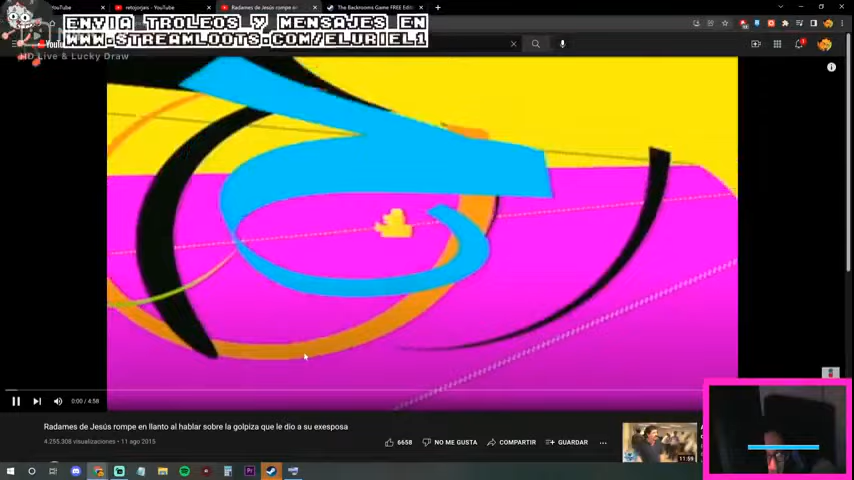 Tube
retojorjais - YouTube
Radames de Jesús rompe en
The Backrooms Game FREE Editi
ENVIA TROLEOS Y MENSAJES EN
WWW.STREAMLOOTS.COM/ELURIEL1
HD Live & Lucky Draw
0:00 / 4:58
Radames de Jesús rompe en llanto al hablar sobre la golpiza que le dio a su exesposa
4.255.308 visualizaciones • 11 ago 2015
6658
NO ME GUSTA
COMPARTIR
GUARDAR
11:59